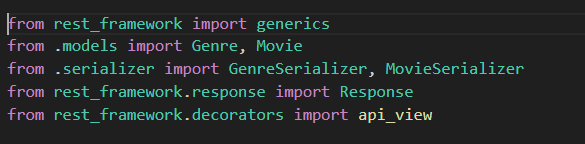 from rest_framework import generics
from .models import Genre, Movie
from .serializer import GenreSerializer, MovieSerializer
from rest_framework.response import Response
from rest_framework.decorators import api_view